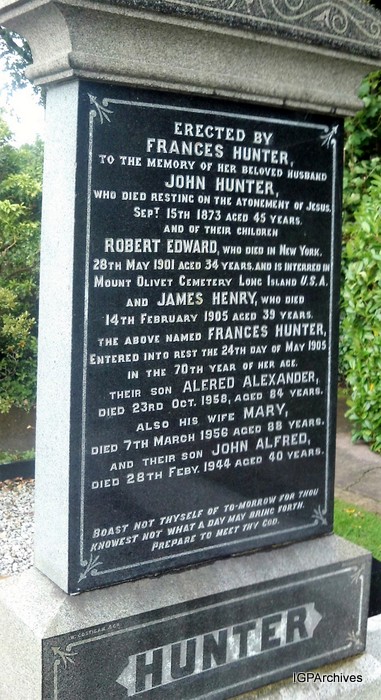 ERECTED BY
FRANCES HUNTER,
TO THE MEMORY OF HER BELOVED HUSBAND
JOHN HUNTER,
WHO DIED RESTING ON THE ATONEMENT OF JESUS.
SEPT 15TH 1873 AGED 45 YEARS.
AND OF THEIR CHILDREN
ROBERT EDWARD, WHO DIED IN NEW YORK.
28TH MAY 1901 AGED 34 YEARS. AND IS INTERRED IN
MOUNT OLIVET CEMETERY LONG ISLAND U.S.A.
AND JAMES HENRY, WHO DIED
14TH FEBRUARY 1905 AGED 39 YEARS.
THE ABOVE NAMED FRANCES HUNTER,
ENTERED INTO REST THE 24TH DAY OF MAY 1905
IN THE 70TH YEAR OF HER AGE.
THEIR SON ALFRED ALEXANDER,
DIED 23RD OCT. 1958, AGED 84 YEARS.
ALSO HIS WIFE MARY,
DIED 7TH MARCH 1956 AGED 88 YEARS.
AND THEIR SON JOHN ALFRED,
DIED 28TH FEBY. 1944 AGED 40 YEARS.
BOAST NOT THYSELF OF TO-MORROW FOR THOU
KNOWEST NOT WHAT A DAY MAY BRING FORTH.
PREPARE TO MEET THY GOD.
HUNTER
IGPArchives